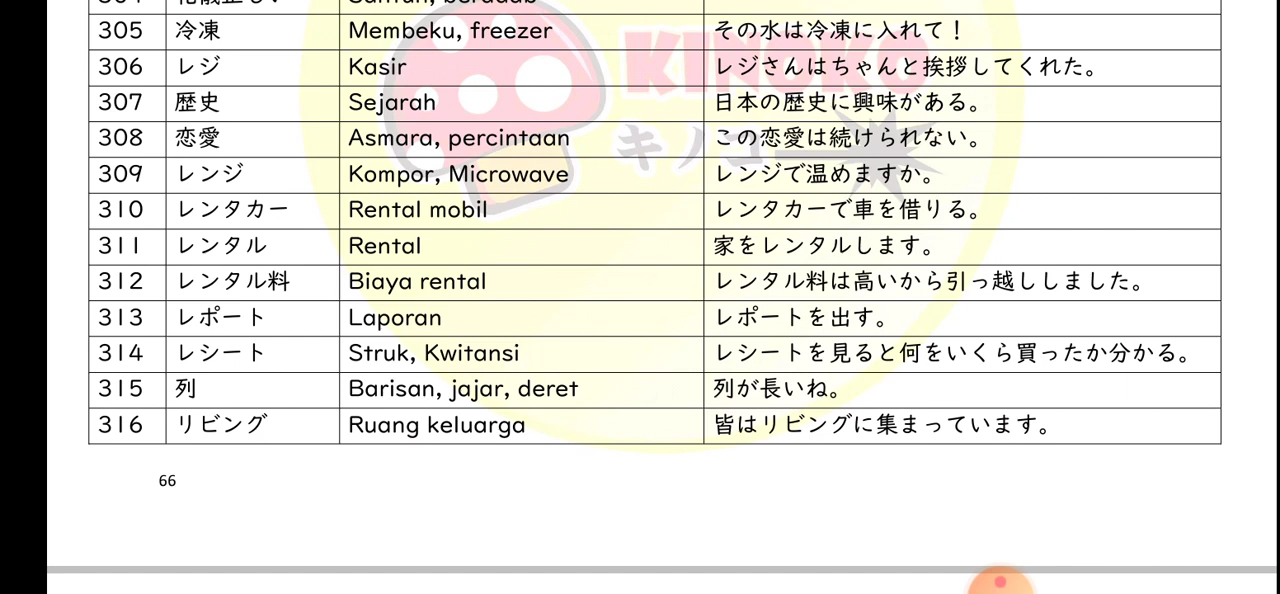 305 冷凍 Membeku, freezer その水は冷凍に入れて！
306 レジ Kasir レジさんはちゃんと挨拶してくれた。
307 歴史 Sejarah 日本の歴史に興味がある。
308 恋愛 Asmara, percintaan この恋愛は続けられない。
309 レンジ Kompor, Microwave レンジで温めますか。
310 レンタカー Rental mobil レンタカーで車を借りる。
311 レンタル Rental 家をレンタルします。
312 レンタル料 Biaya rental レンタル料は高いから引っ越ししました。
313 レポート Laporan レポートを出す。
314 レシート Struk, Kwitansi レシートを見ると何をいくら買ったか分かる。
315 列 Barisan, jajar, deret 列が長いね。
316 リビング Ruang keluarga 皆はリビングに集まっています。
KINOKO
キノコ
66